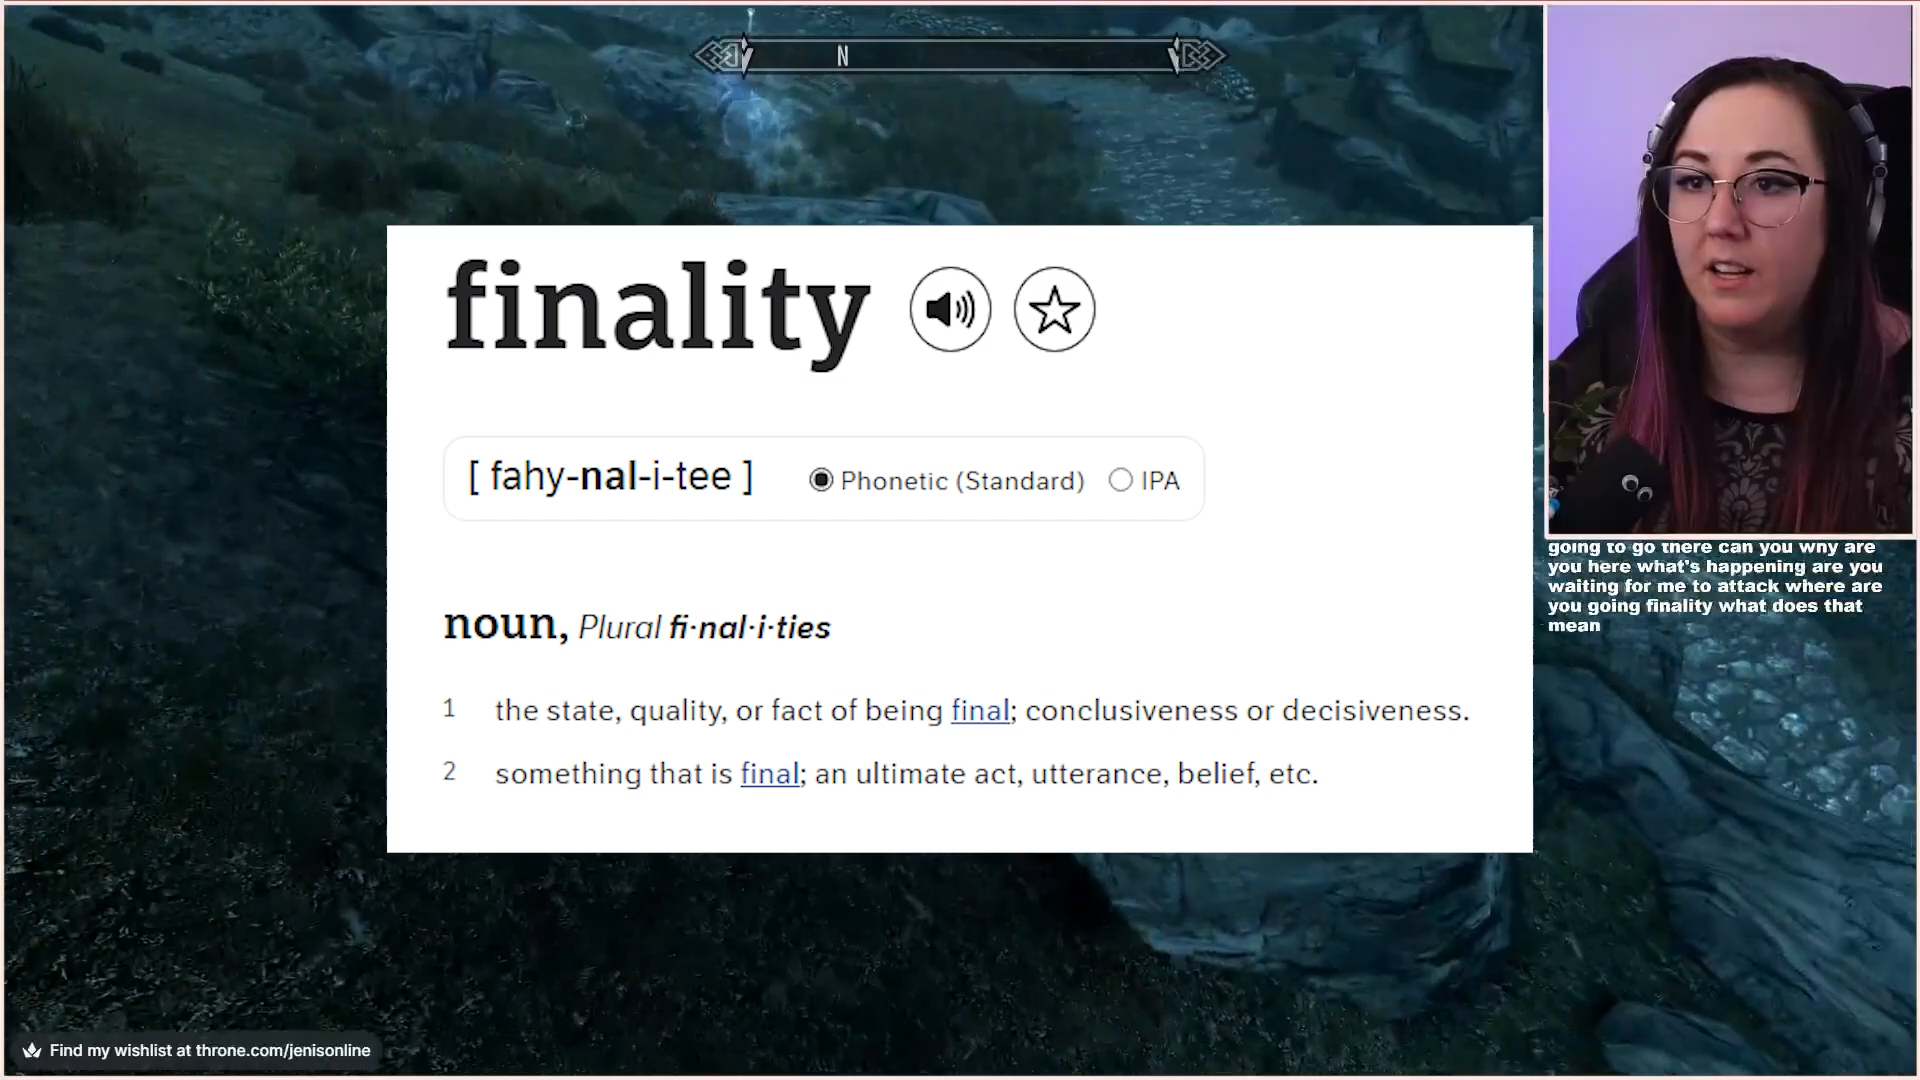 N
finality
[ fahy-nal-i-tee ]
Phonetic (Standard)
IPA
noun, Plural fi·nal·i·ties
1 the state, quality, or fact of being final; conclusiveness or decisiveness.
2 something that is final; an ultimate act, utterance, belief, etc.
going to go there can you why are
you here what's happening are you
waiting for me to attack where are
you going finality what does that
mean
Find my wishlist at throne.com/jenisonline